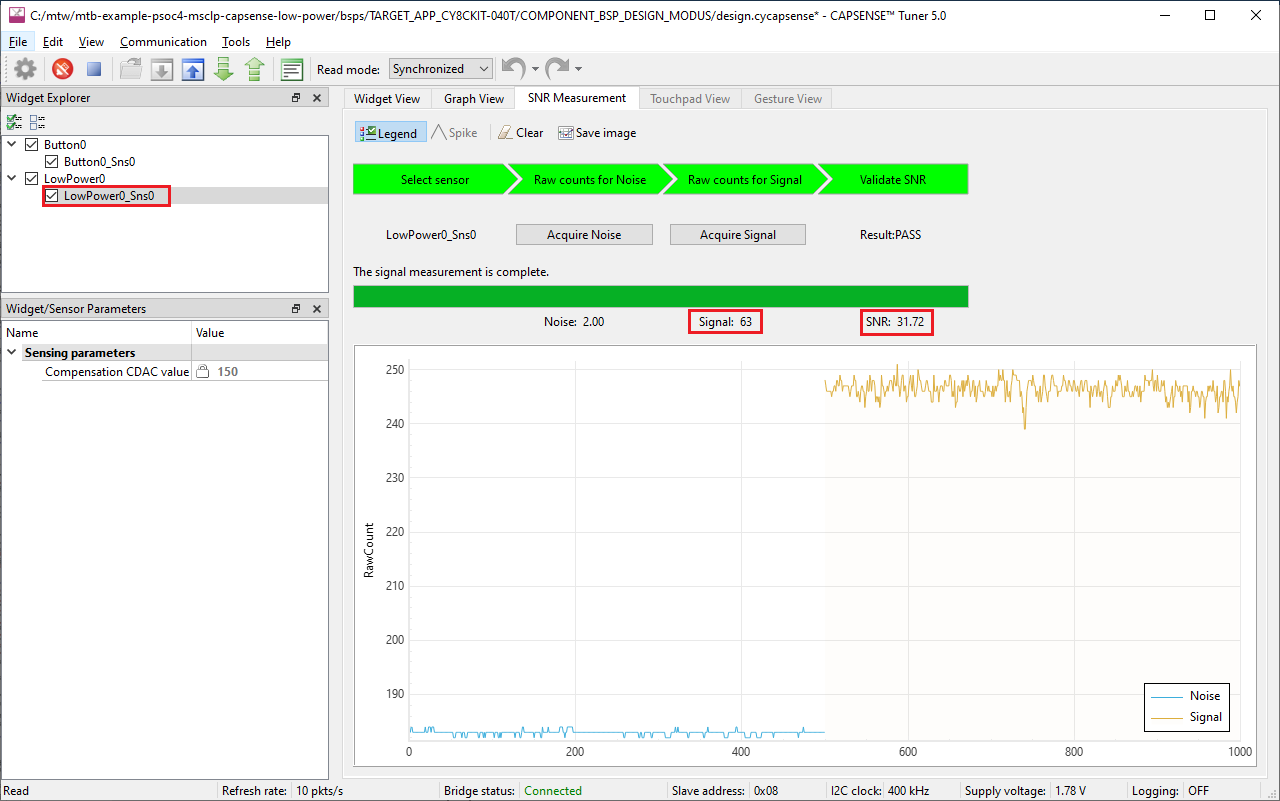 C:/mtw/mtb-example-psoc4-msclp-capsense-low-power/bsps/TARGET_APP_CY8CKIT-040T/COMPONENT_BSP_DESIGN_MODUS/design.cycapsense* - CAPSENSE™ Tuner 5.0
File Edit View Communication Tools Help
Read mode: Synchronized
Widget Explorer
Button0
Button0_Sns0
LowPower0
LowPower0_Sns0
Widget/Sensor Parameters
Name Value
Sensing parameters
Compensation CDAC value 150
Widget View Graph View SNR Measurement Touchpad View Gesture View
Legend Spike Clear Save image
Select sensor Raw counts for Noise Raw counts for Signal Validate SNR
LowPower0_Sns0 Acquire Noise Acquire Signal Result:PASS
The signal measurement is complete.
Noise: 2.00 Signal: 63 SNR: 31.72
250
240
230
220
210
200
190
RawCount
Noise
Signal
0 200 400 600 800 1000
Read Refresh rate: 10 pkts/s Bridge status: Connected Slave address: 0x08 I2C clock: 400 kHz Supply voltage: 1.78 V Logging: OFF